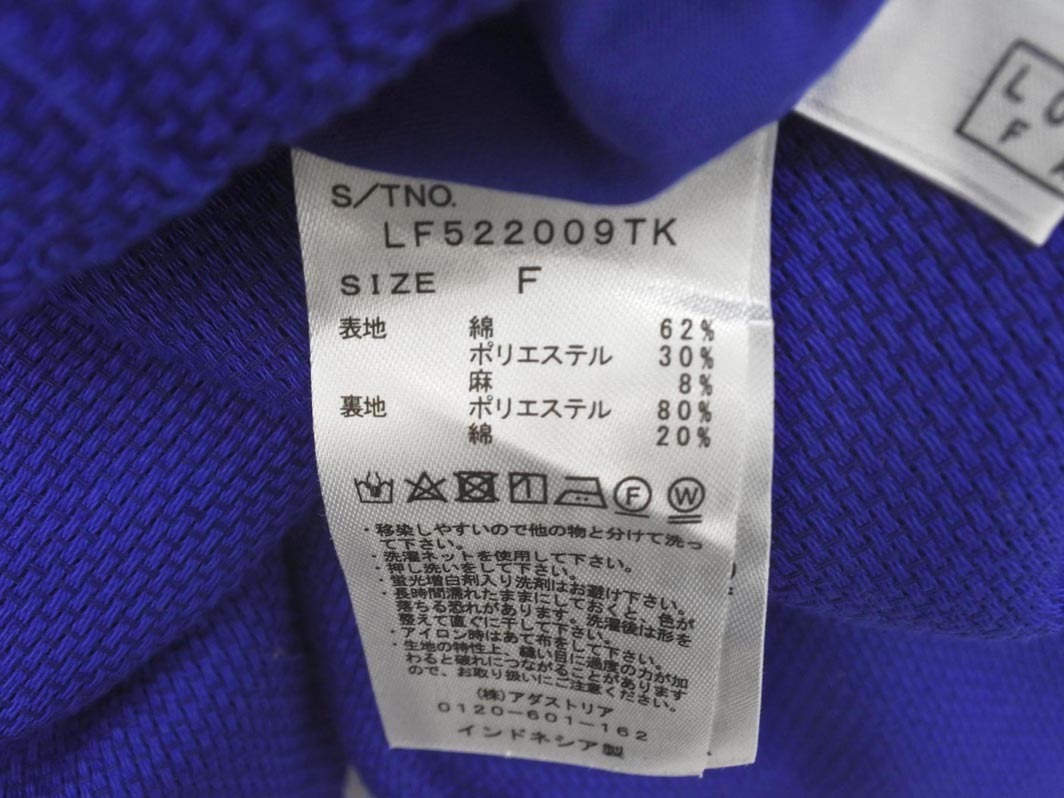 L U
F A
S/TNO.
LF522009TK
SIZE F
表地 綿 62%
ポリエステル 30%
麻 8%
裏地 ポリエステル 80%
綿 20%
1 F W
・移染しやすいので他の物と分けて洗っ
て下さい。
・洗濯ネットを使用して下さい。
・押し洗いをして下さい。
・蛍光増白剤入り洗剤はお避け下さい。
・長時間濡れたままにしておくと、色が
落ちる恐れがあります。洗濯後は形を
整えて直ぐに干して下さい。
・アイロン時はあて布をして下さい。
・生地の特性上、縫い目に過度の力が加
わると破れにつながることがあります
ので、お取り扱いにご注意ください。
(株)アダストリア
0120-601-162
インドネシア製